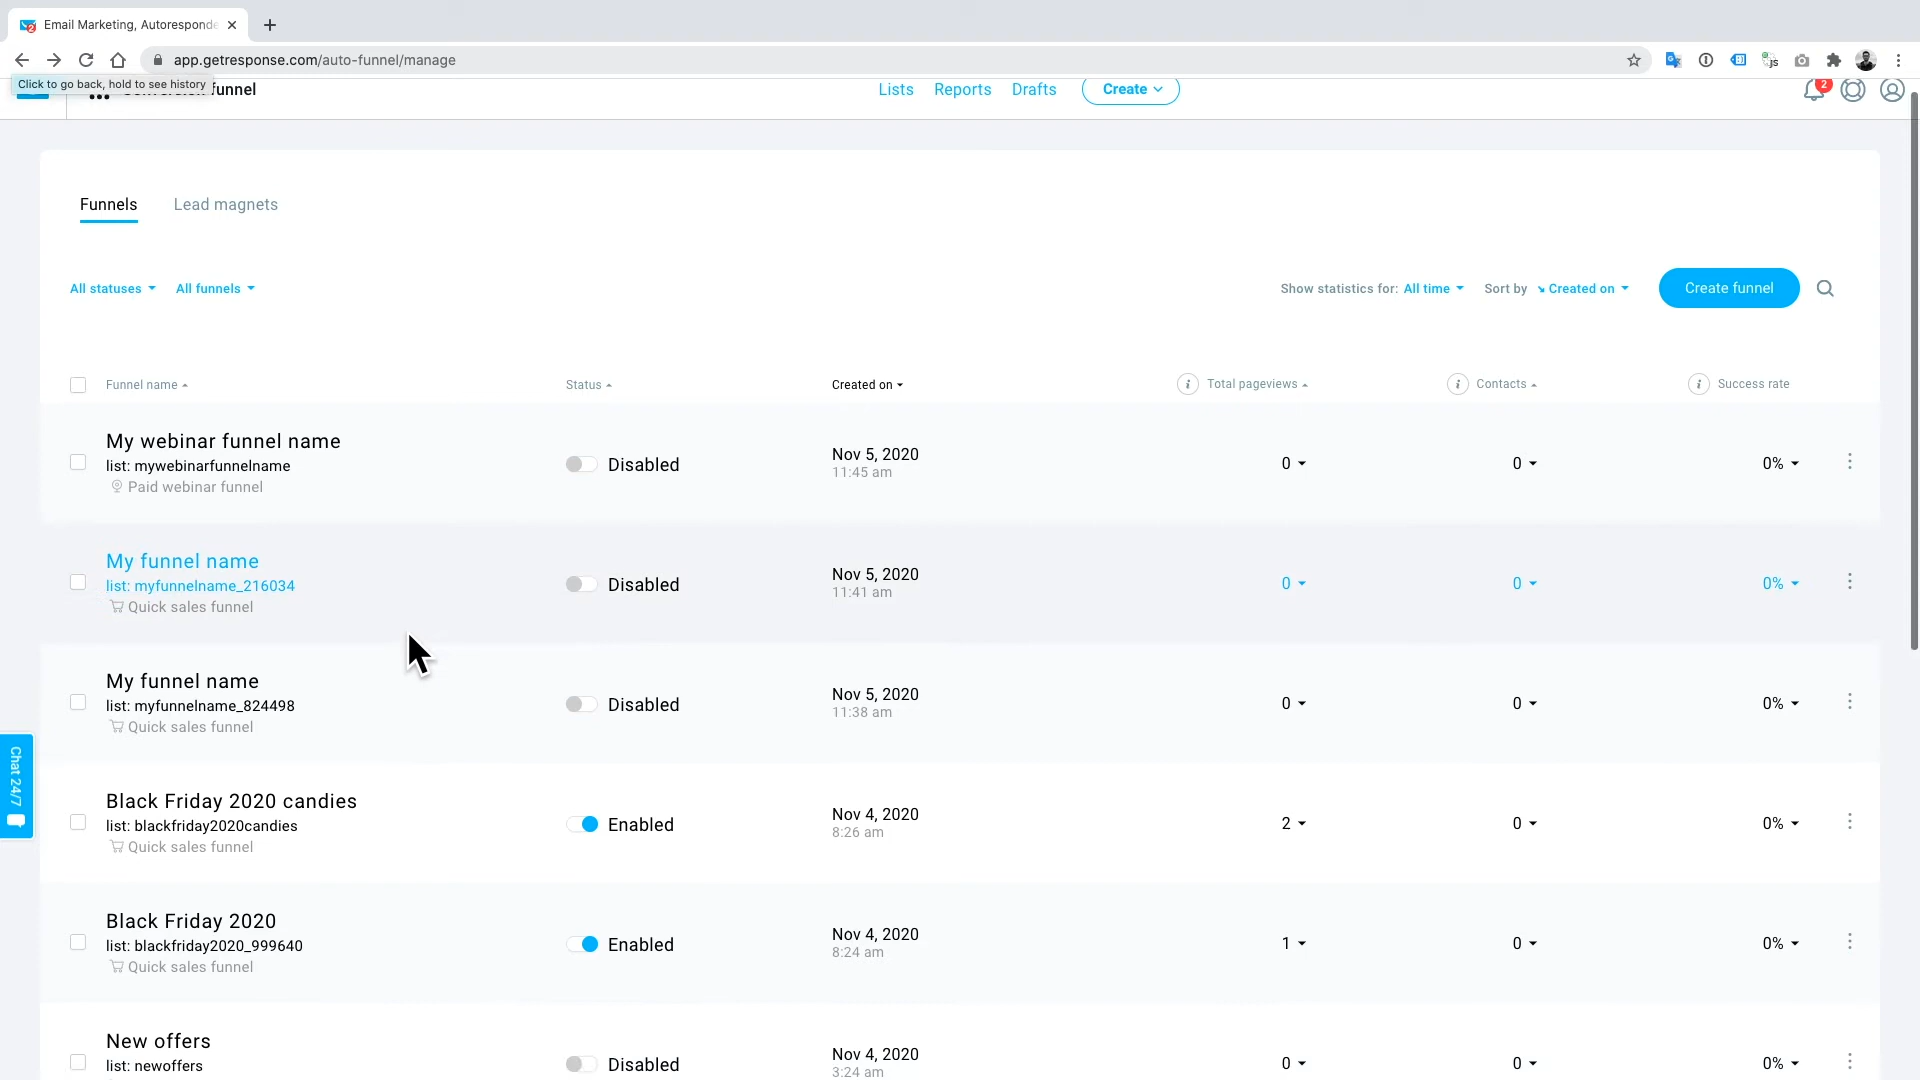 Email Marketing, Autoresponde
app.getresponse.com/auto-funnel/manage
Click to go back, hold to see history
funnel
Lists
Reports
Drafts
Create
2
Funnels
Lead magnets
All statuses
All funnels
Show statistics for: All time
Sort by
Created on
Create funnel
Funnel name
Status
Created on
Total pageviews
Contacts
Success rate
My webinar funnel name
list: mywebinarfunnelname
Paid webinar funnel
Disabled
Nov 5, 2020
11:45 am
0
0
0%
My funnel name
list: myfunnelname_216034
Quick sales funnel
Disabled
Nov 5, 2020
11:41 am
0
0
0%
My funnel name
list: myfunnelname_824498
Quick sales funnel
Disabled
Nov 5, 2020
11:38 am
0
0
0%
Black Friday 2020 candies
list: blackfriday2020candies
Quick sales funnel
Enabled
Nov 4, 2020
8:26 am
2
0
0%
Black Friday 2020
list: blackfriday2020_999640
Quick sales funnel
Enabled
Nov 4, 2020
8:24 am
1
0
0%
New offers
list: newoffers
Disabled
Nov 4, 2020
3:24 am
0
0
0%
Chat 24/7